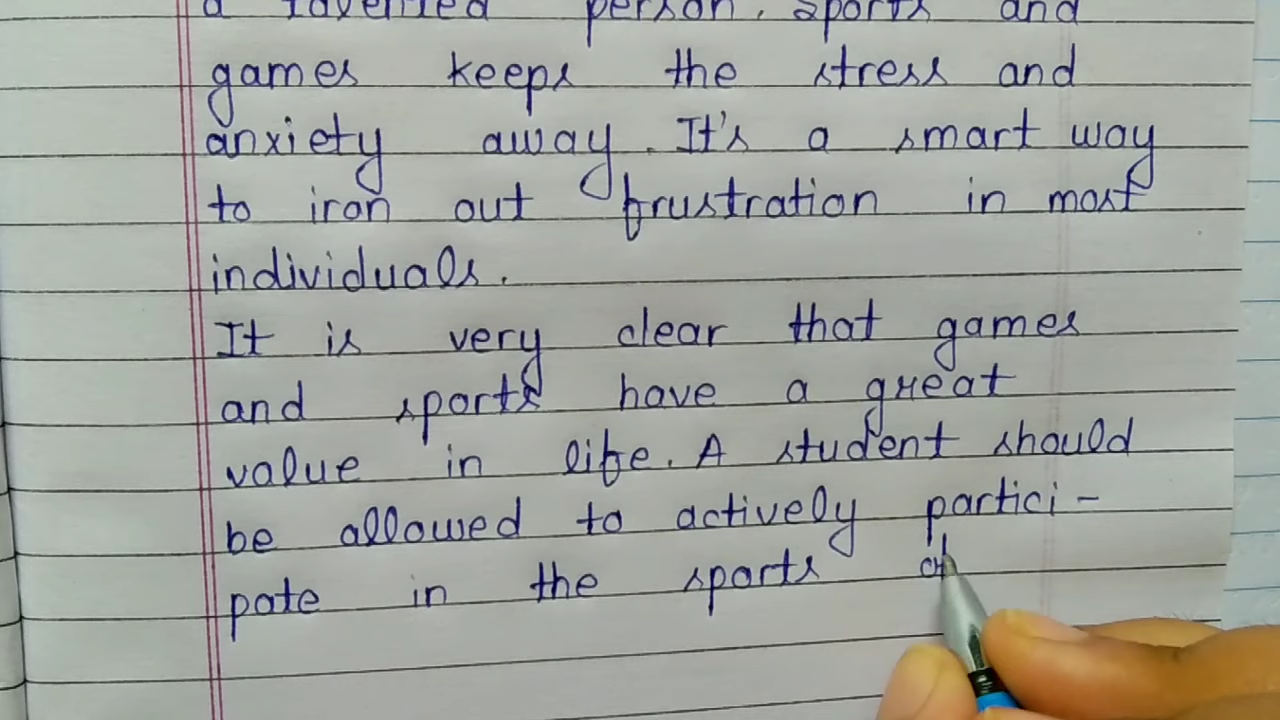 a talented person. Sports and
games keeps the stress and
anxiety away. It's a smart way
to iron out frustration in most
individuals.
It is very clear that games
and sports have a great
value in life. A student should
be allowed to actively partici-
pate in the sports of